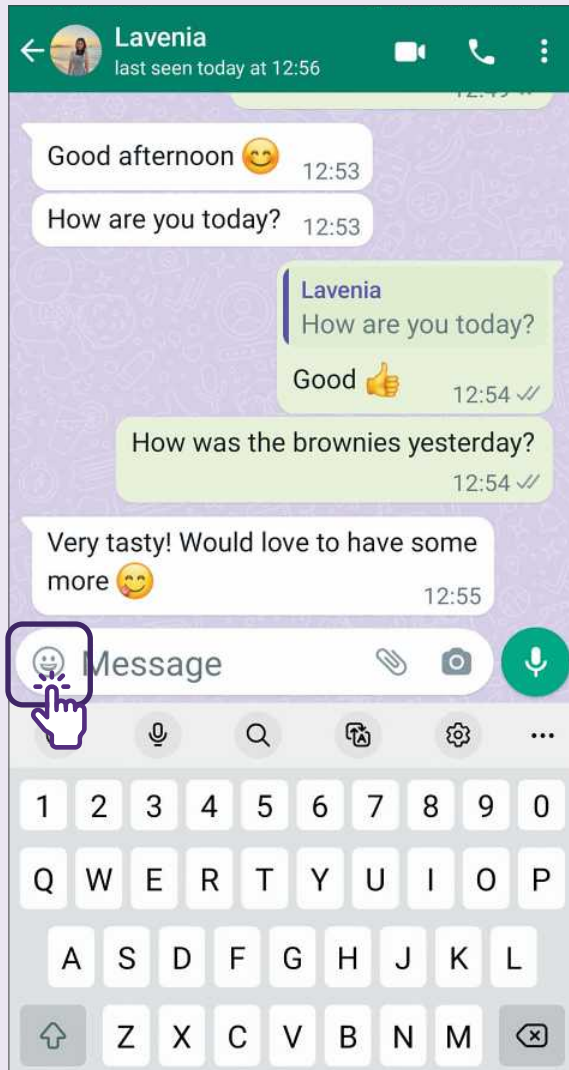 Lavenia
last seen today at 12:56
Good afternoon 😊 12:53
How are you today? 12:53
Lavenia
How are you today?
Good 👍 12:54
How was the brownies yesterday?
12:54
Very tasty! Would love to have some
more 😋 12:55
Message
1 2 3 4 5 6 7 8 9 0
Q W E R T Y U I O P
A S D F G H J K L
Z X C V B N M